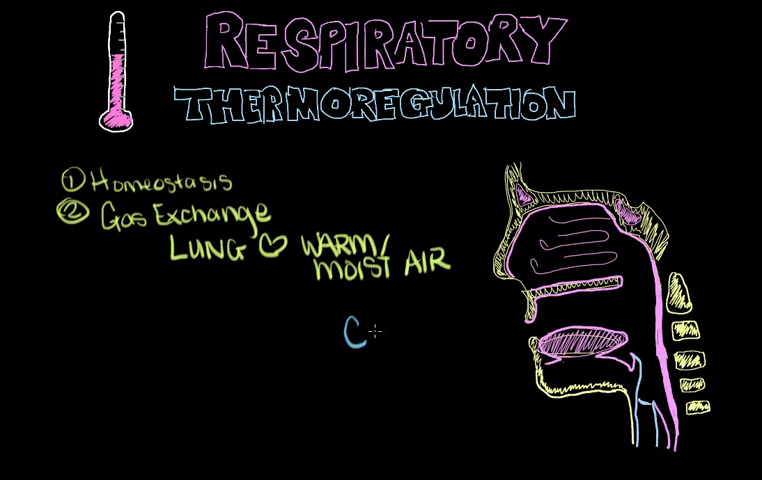 RESPIRATORY
THERMOREGULATION
① Homeostasis
② Gas Exchange
LUNG ♡ WARM/
MOIST AIR
C